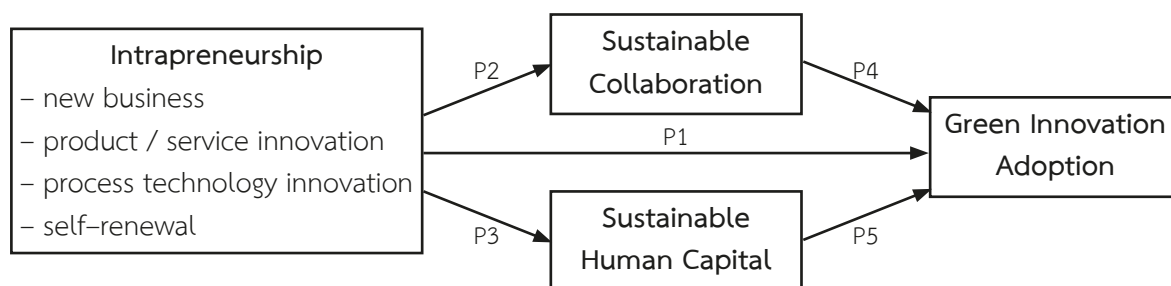 Intrapreneurship
– new business
– product / service innovation
– process technology innovation
– self–renewal
P2
P1
P3
Sustainable
Collaboration
Sustainable
Human Capital
P4
P5
Green Innovation
Adoption